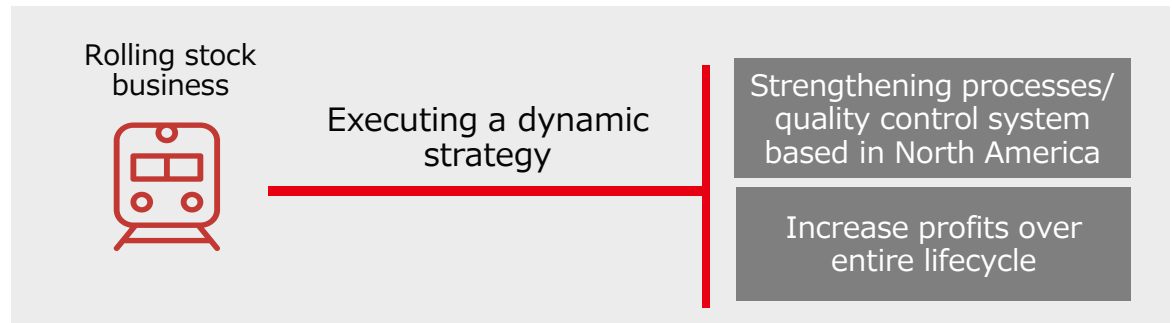 Rolling stock
business
Executing a dynamic
strategy
Strengthening processes/
quality control system
based in North America
Increase profits over
entire lifecycle